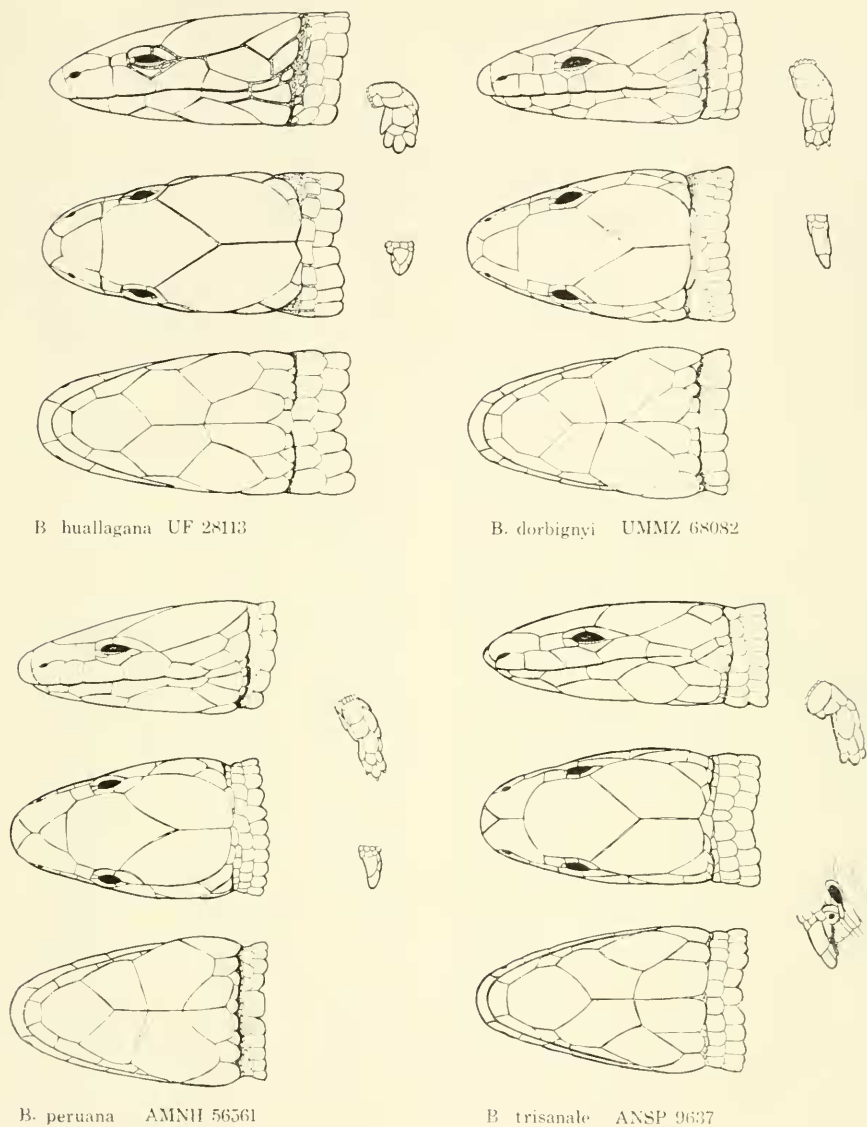 B huallagana UF 28113
B. dorbignyi UMMZ 68082
B. peruana AMNH 56561
B trisanale ANSP 9637